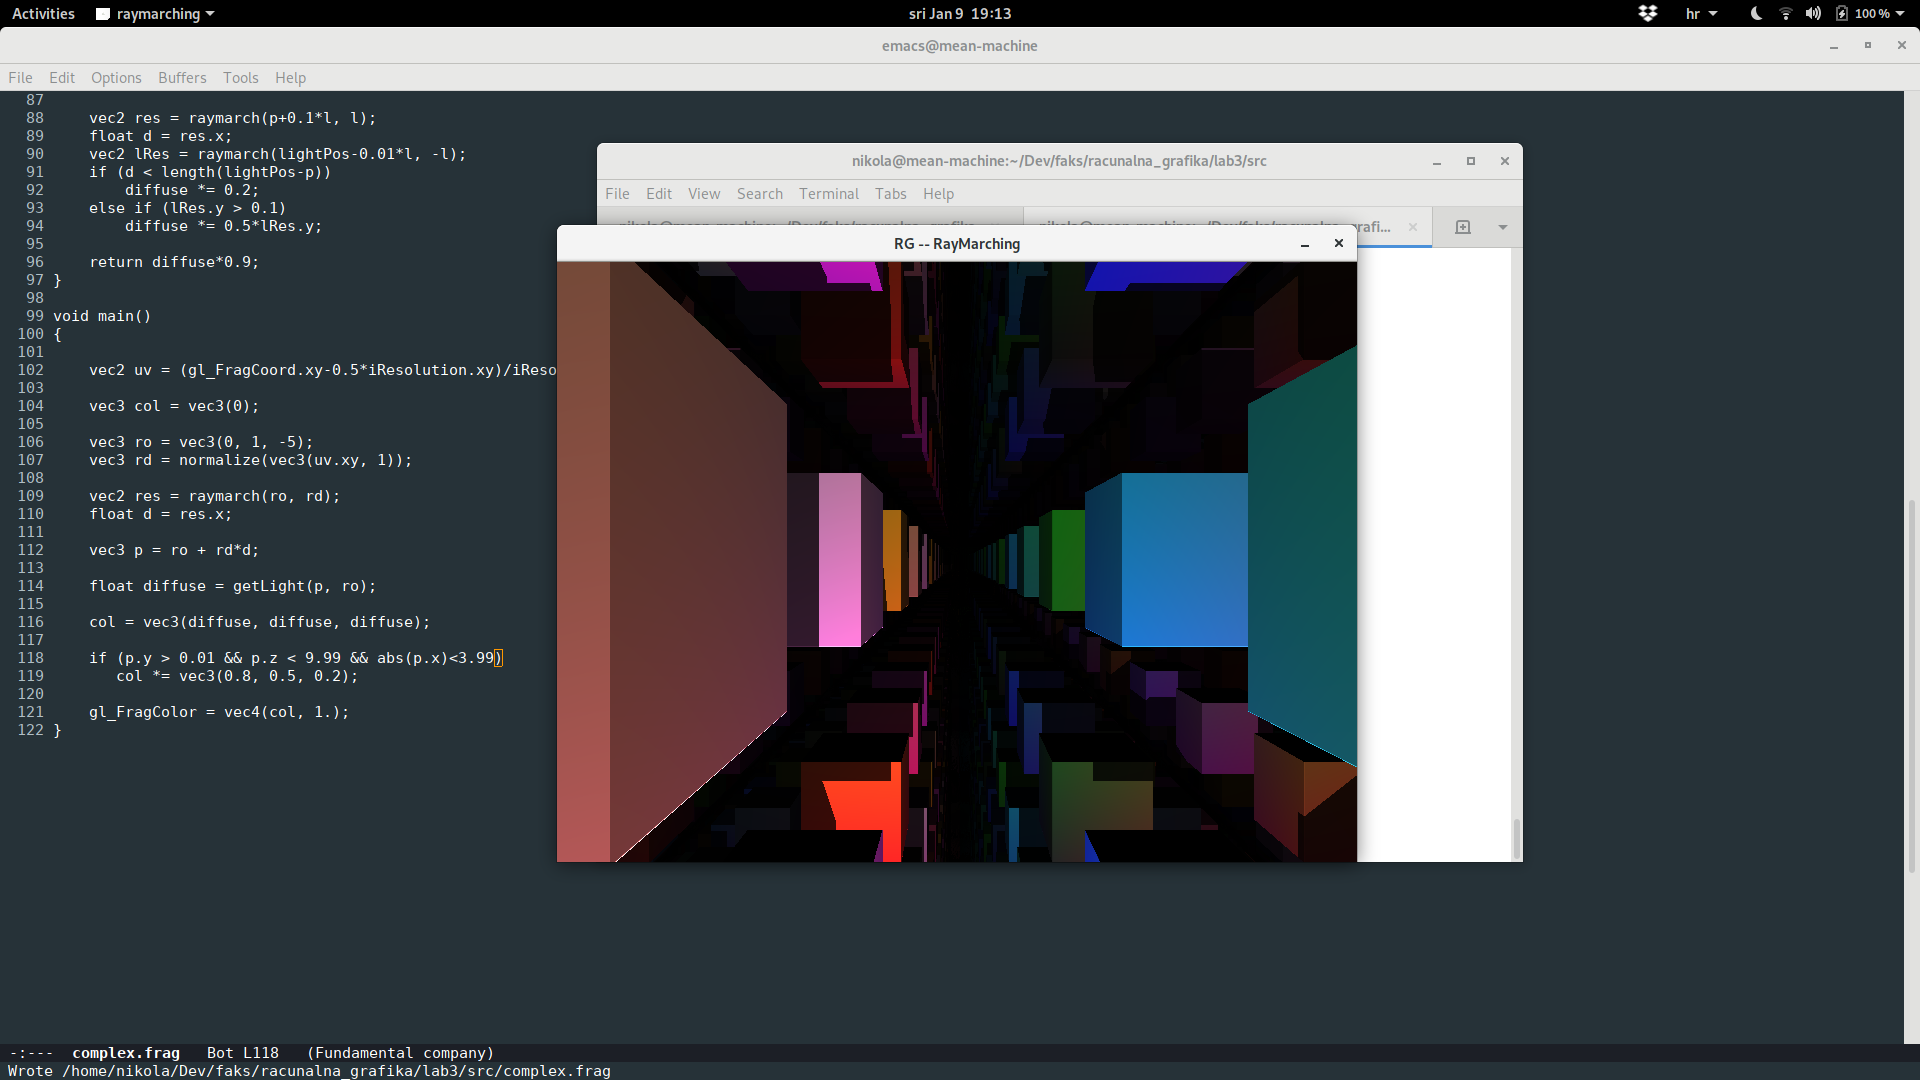 Activities raymarching sri Jan 9 19:13 hr 100 %
emacs@mean-machine
File Edit Options Buffers Tools Help
87
88 vec2 res = raymarch(p+0.1*l, l);
89 float d = res.x;
90 vec2 lRes = raymarch(lightPos-0.01*l, -l);
91 if (d < length(lightPos-p))
92 diffuse *= 0.2;
93 else if (lRes.y > 0.1)
94 diffuse *= 0.5*lRes.y;
95
96 return diffuse*0.9;
97 }
98
99 void main()
100 {
101
102 vec2 uv = (gl_FragCoord.xy-0.5*iResolution.xy)/iReso
103
104 vec3 col = vec3(0);
105
106 vec3 ro = vec3(0, 1, -5);
107 vec3 rd = normalize(vec3(uv.xy, 1));
108
109 vec2 res = raymarch(ro, rd);
110 float d = res.x;
111
112 vec3 p = ro + rd*d;
113
114 float diffuse = getLight(p, ro);
115
116 col = vec3(diffuse, diffuse, diffuse);
117
118 if (p.y > 0.01 && p.z < 9.99 && abs(p.x)<3.99)
119 col *= vec3(0.8, 0.5, 0.2);
120
121 gl_FragColor = vec4(col, 1.);
122 }
nikola@mean-machine:~/Dev/faks/racunalna_grafika/lab3/src
File Edit View Search Terminal Tabs Help
RG -- RayMarching
-:--- complex.frag Bot L118 (Fundamental company)
Wrote /home/nikola/Dev/faks/racunalna_grafika/lab3/src/complex.frag